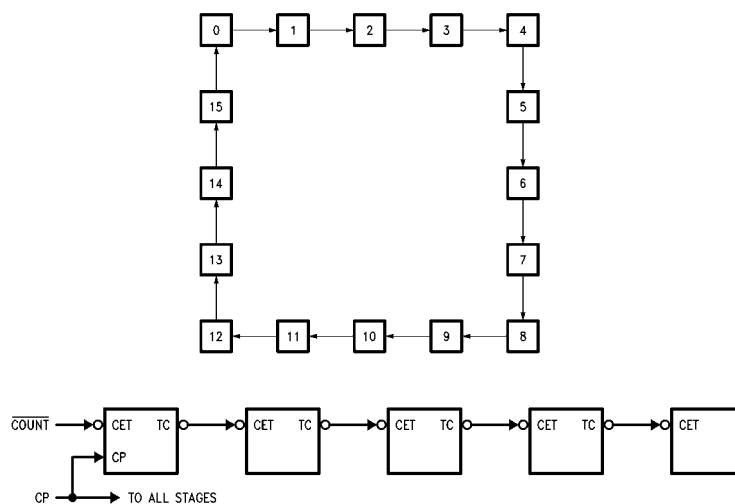 0 1 2 3 4
15 5
14 6
13 7
12 11 10 9 8
COUNT CET TC CET TC CET TC CET TC CET
CP
CP TO ALL STAGES